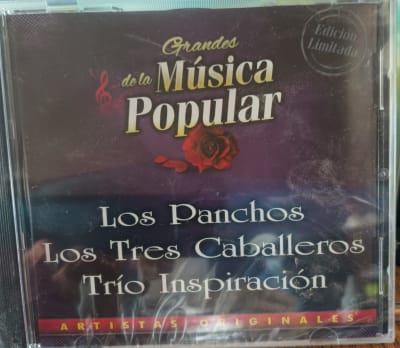 Grandes
de la Música
Popular
Edición
Limitada
Los Panchos
Los Tres Caballeros
Trío Inspiración
ARTISTAS ORIGINALES